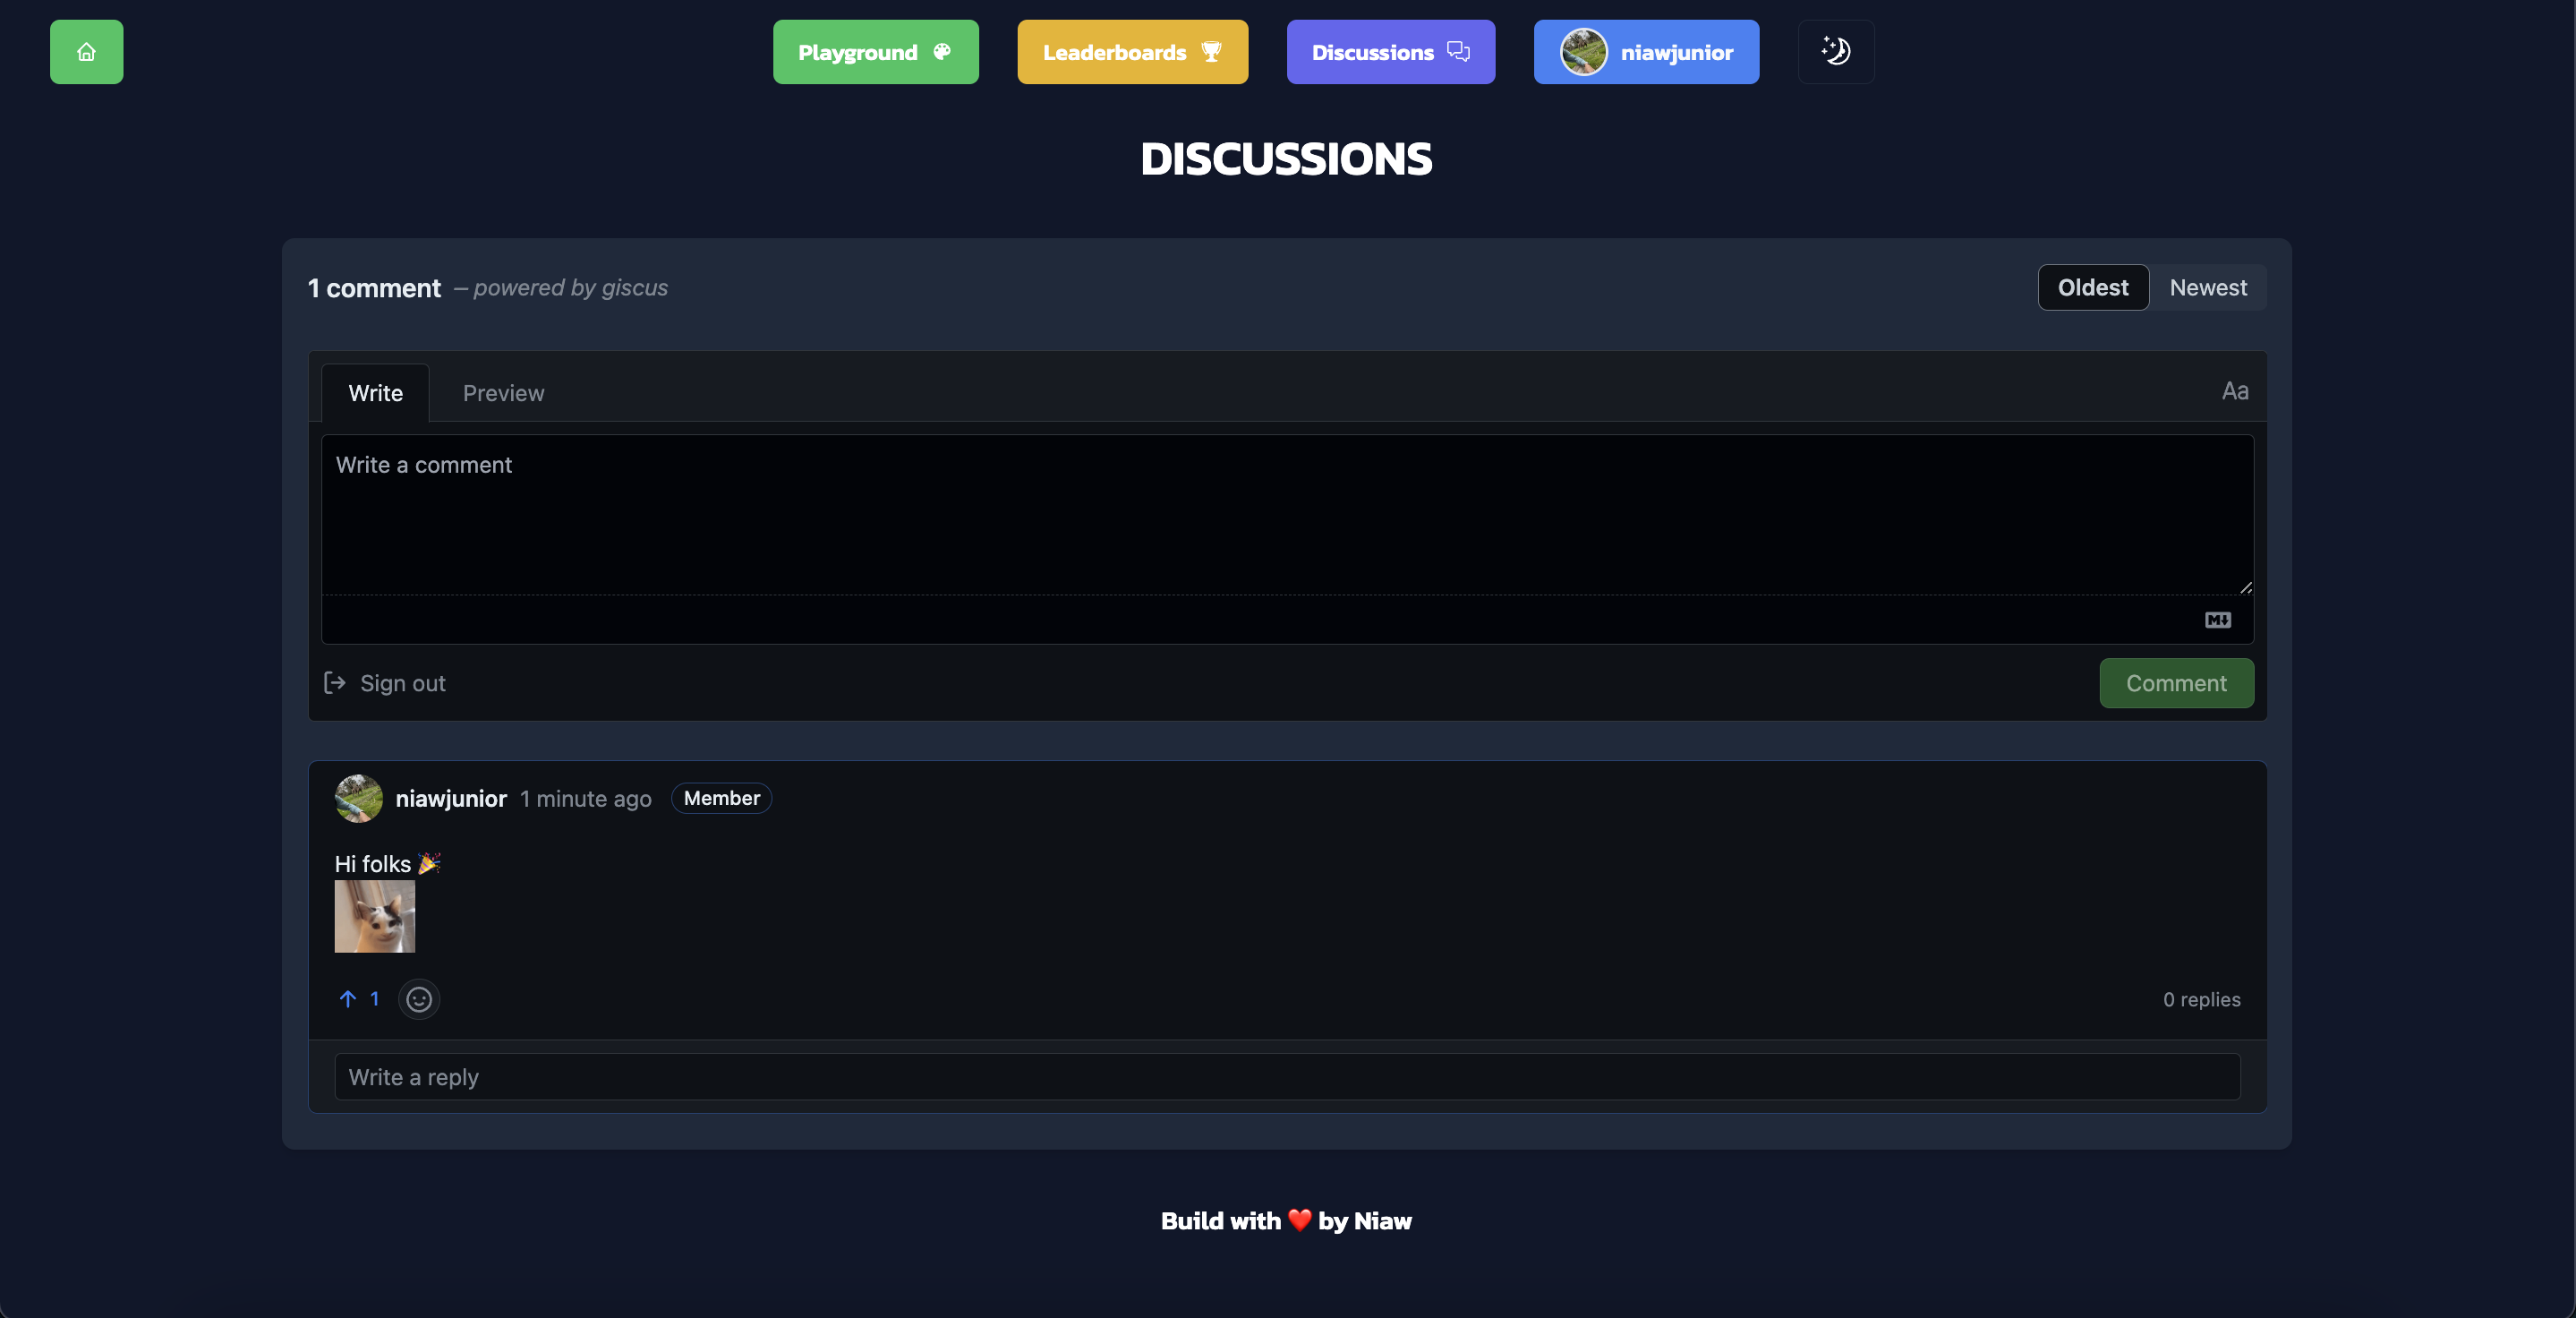 Playground
Leaderboards
Discussions
niawjunior
DISCUSSIONS
1 comment – powered by giscus
Oldest
Newest
Write
Preview
Aa
Write a comment
M
Sign out
Comment
niawjunior 1 minute ago Member
Hi folks 🎉
1
0 replies
Write a reply
Build with ❤️ by Niaw